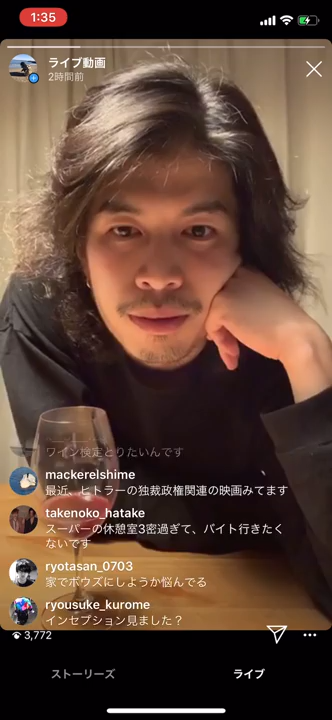 1:35
ライブ動画
2時間前
ワイン検定とりたいんです
mackerelshime
最近、ヒトラーの独裁政権関連の映画みてます
takenoko_hatake
スーパーの休憩室3密過ぎて、バイト行きたく
ないです
ryotasan_0703
家でボウズにしようか悩んでる
ryousuke_kurome
インセプション見ました？
3,772
ストーリーズ
ライブ